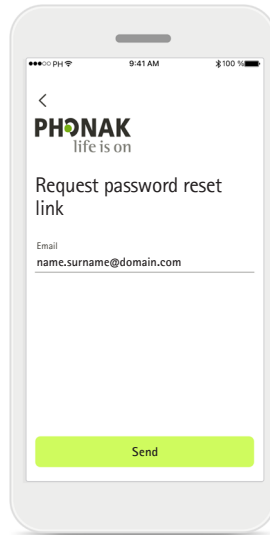 PH 9:41 AM 100 %
PHONAK
life is on
Request password reset
link
Email
name.surname@domain.com
Send